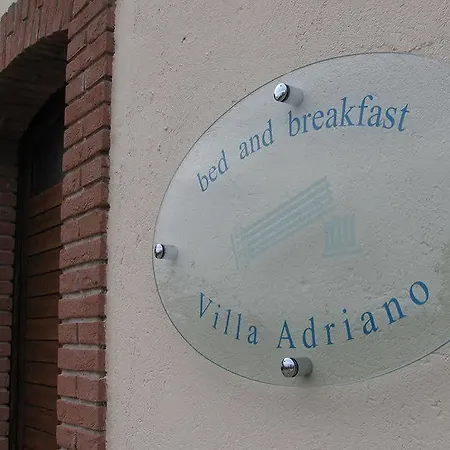 bed and breakfast
Villa Adriano